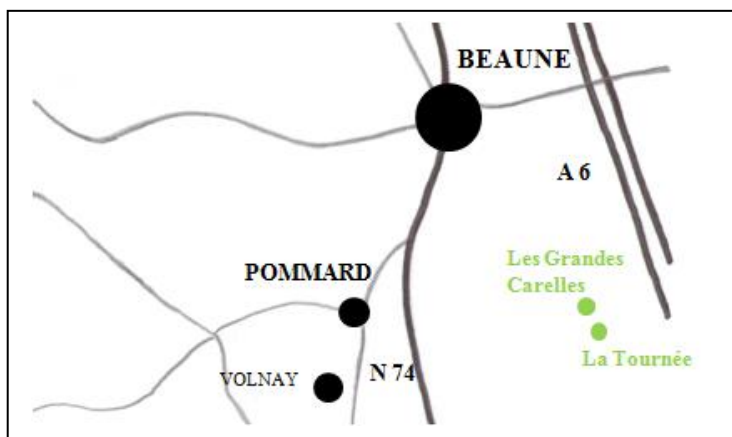 BEAUNE
A 6
Les Grandes
Carelles
POMMARD
La Tournée
VOLNAY
N 74